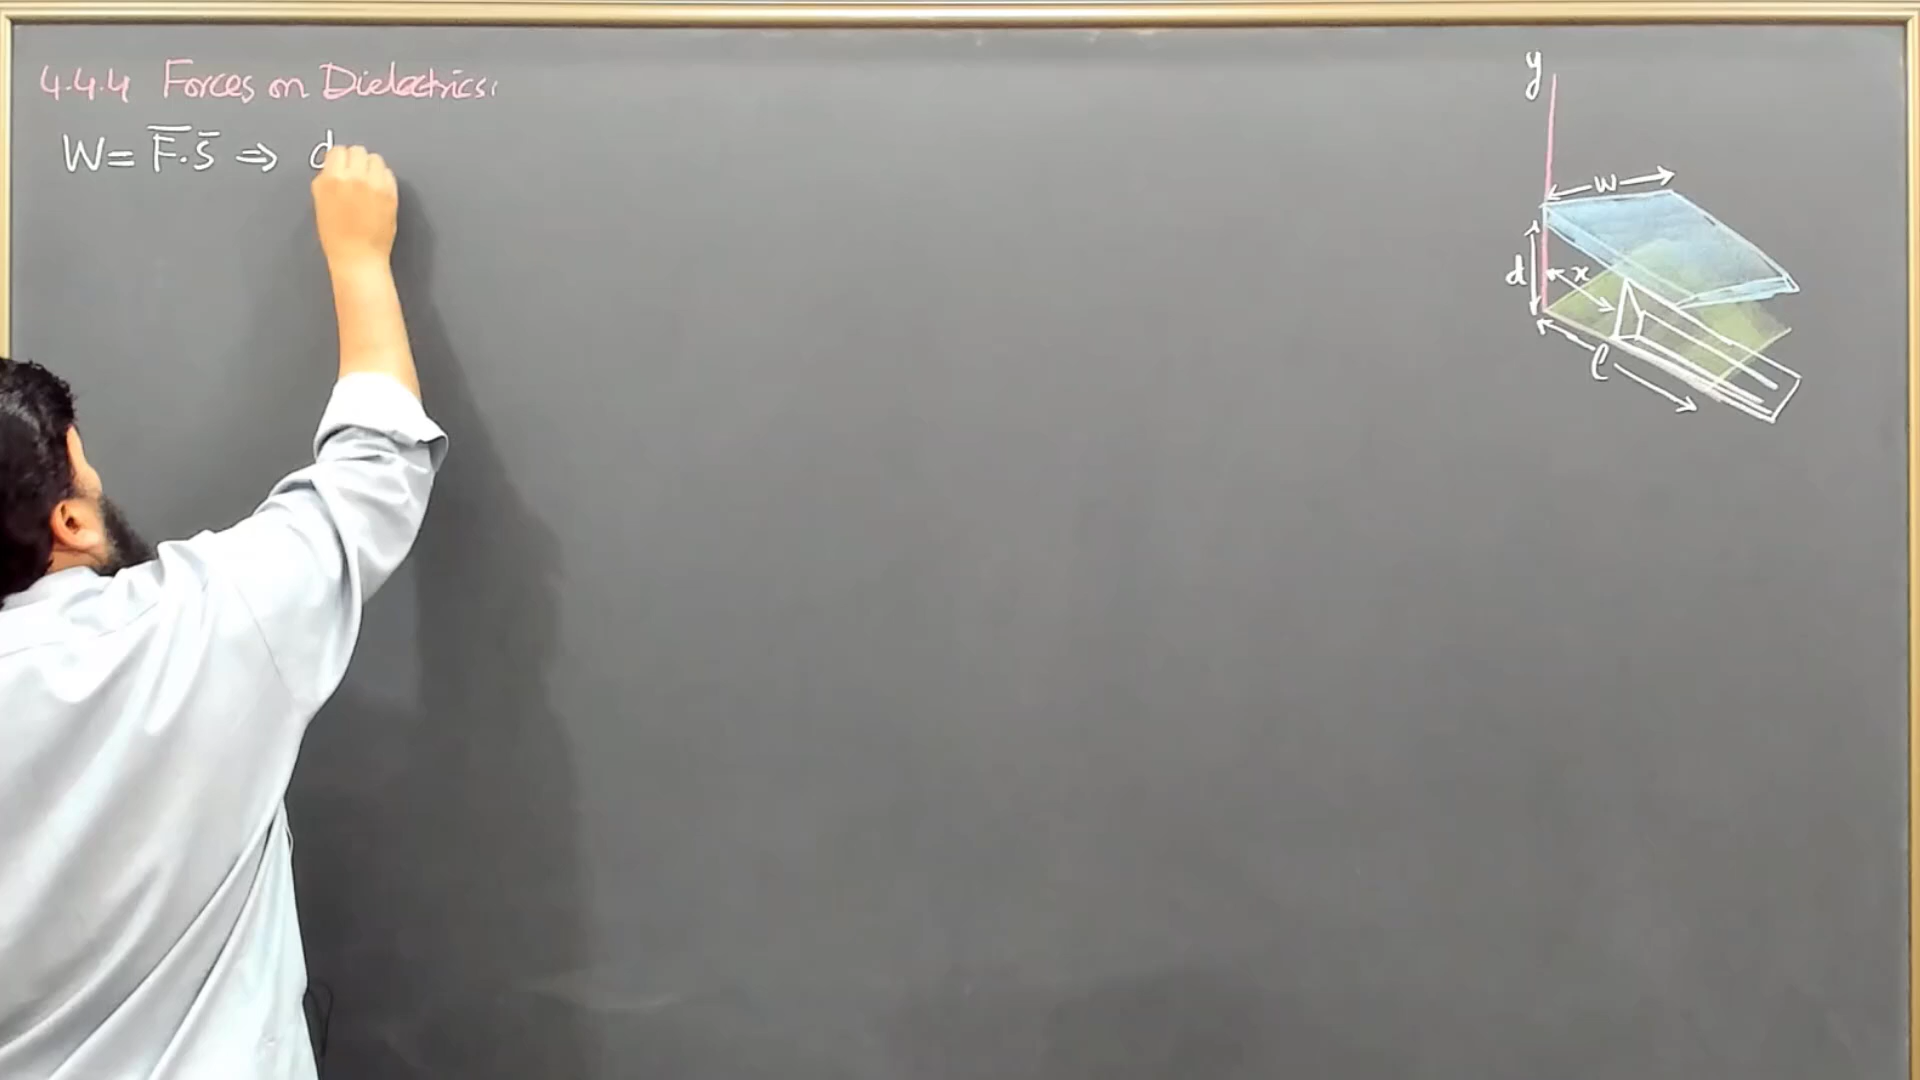 4.4.4 Forces on Dielectrics:
W = F̅.s̅ ⇒ d
y
w
d
x
l